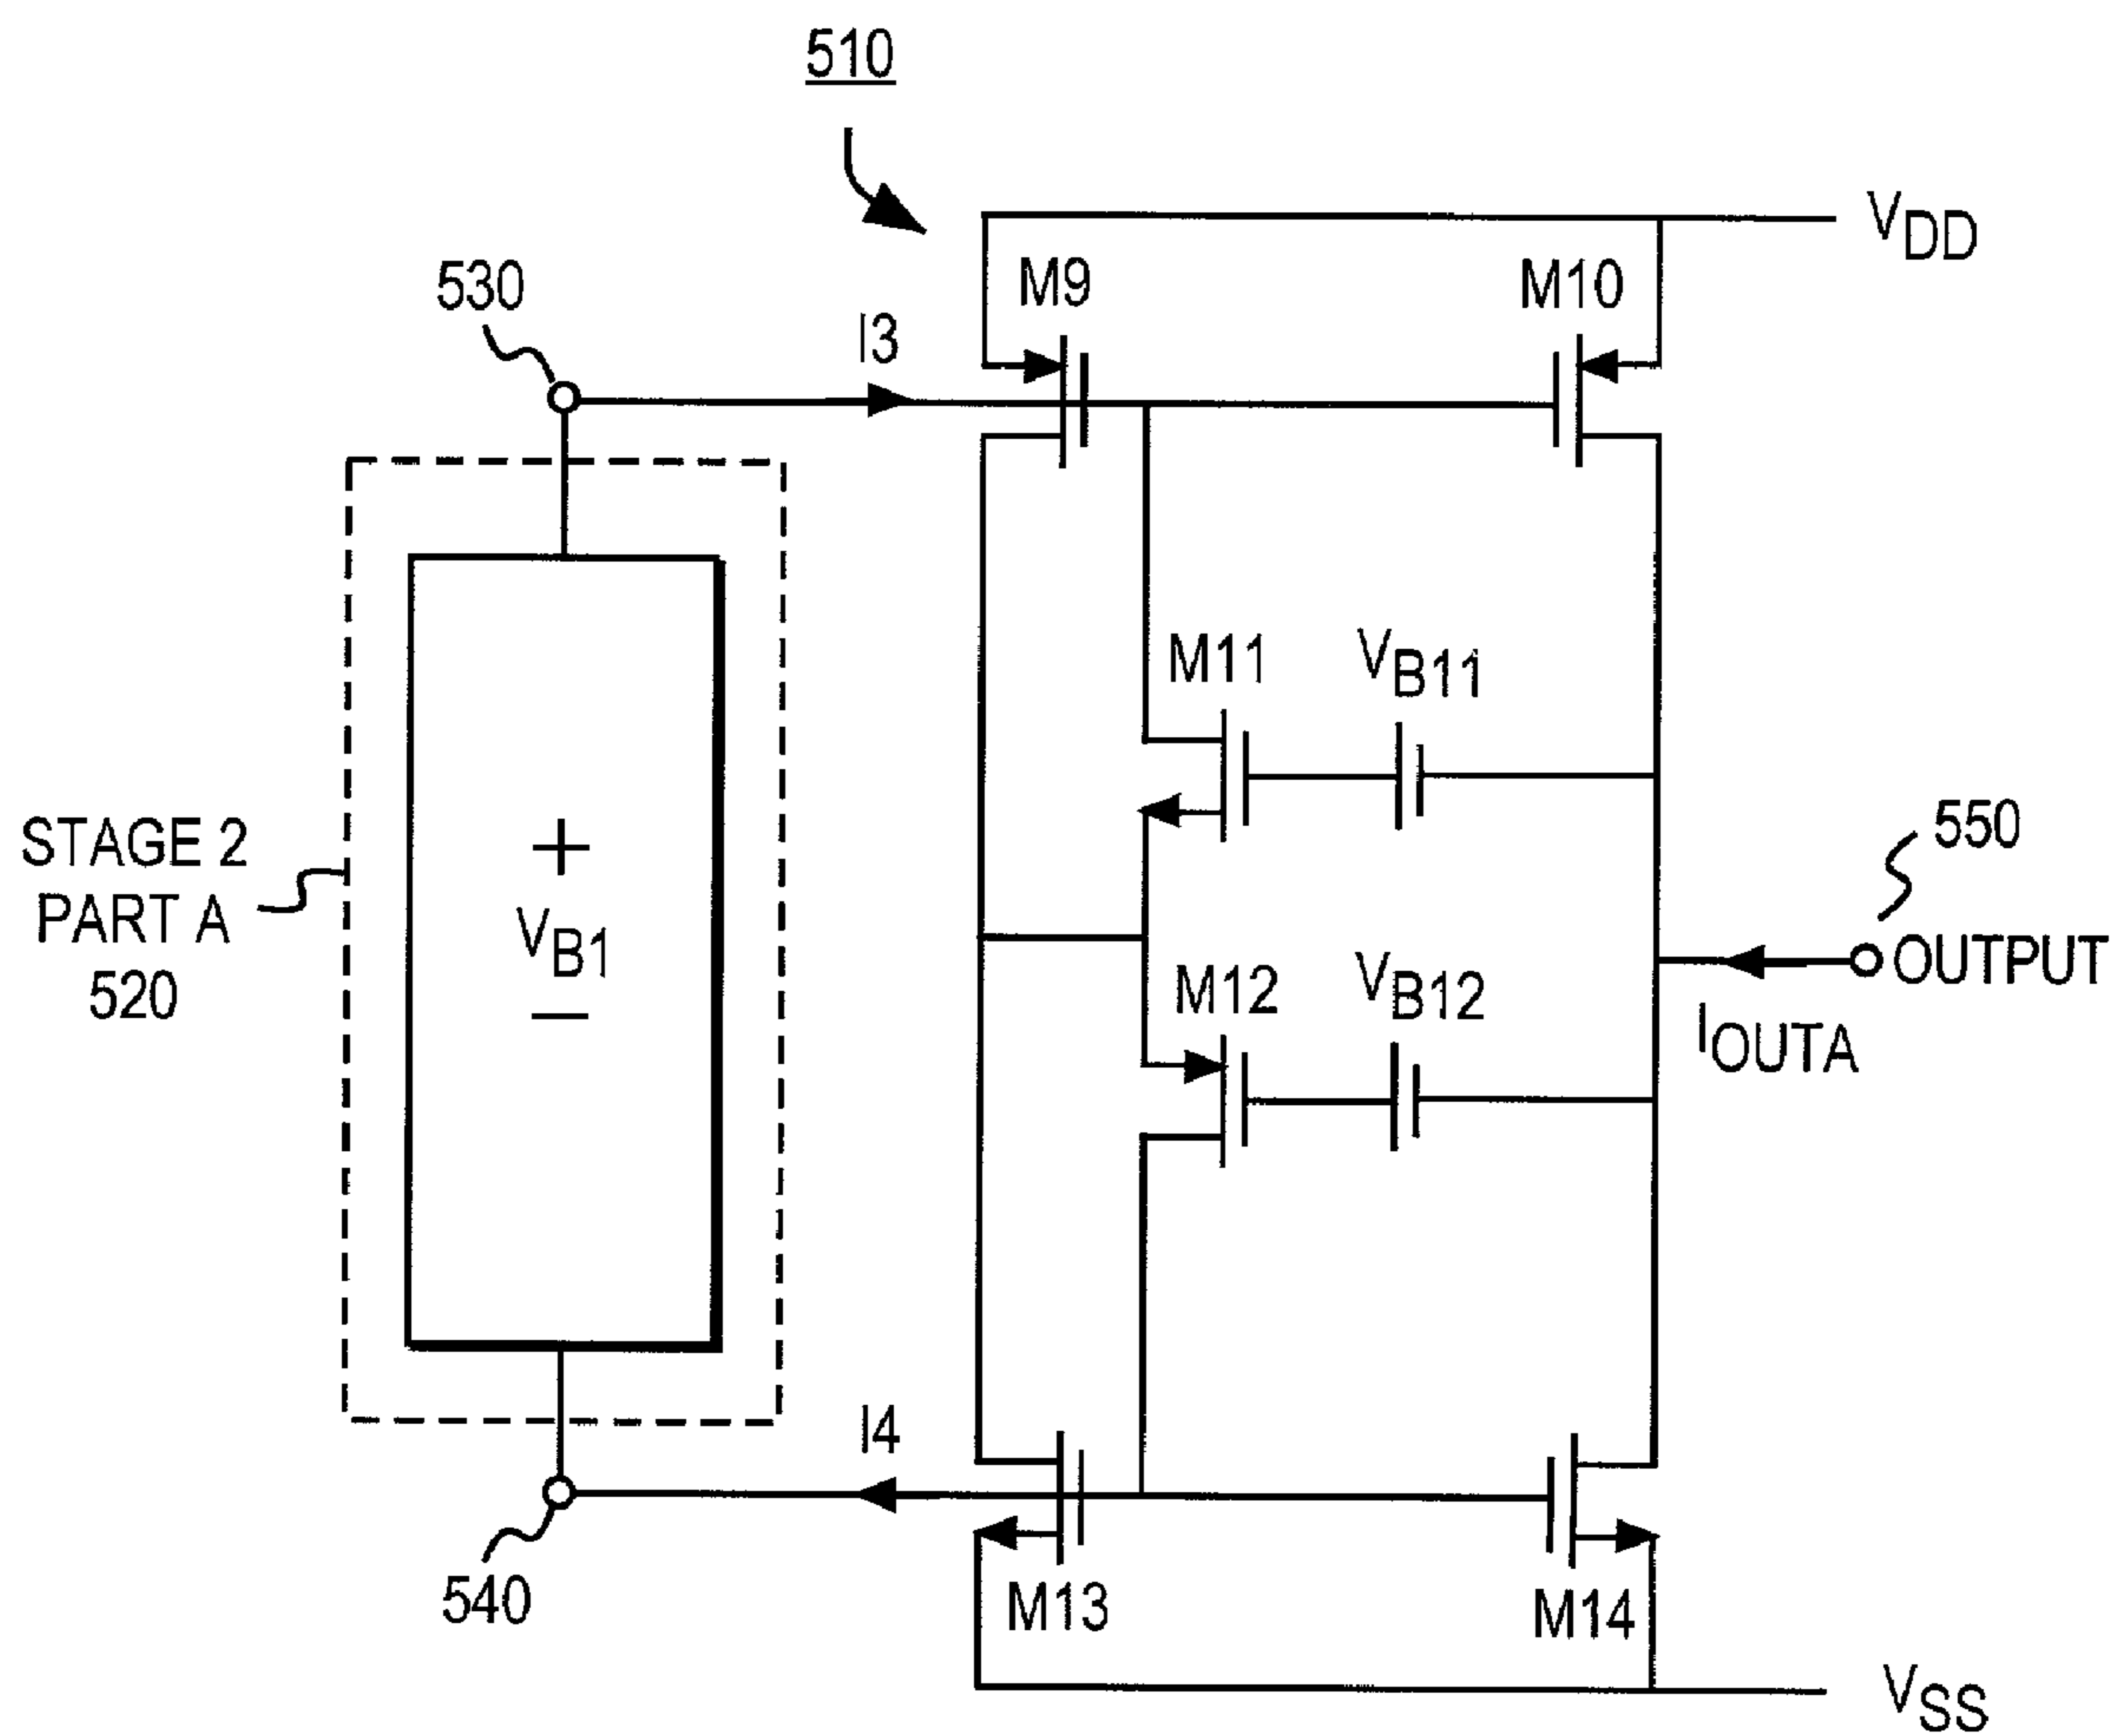 510
VDD
M9
M10
530
I3
M11
VB11
STAGE 2
PART A
520
+
VB1
−
550
OUTPUT
IOUTA
M12
VB12
I4
540
M13
M14
VSS